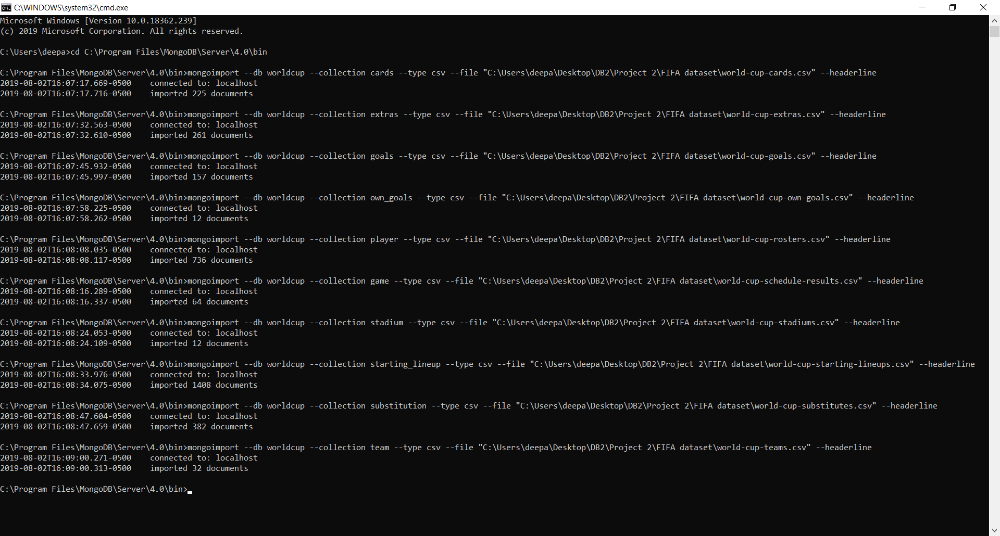 C:\WINDOWS\system32\cmd.exe
Microsoft Windows [Version 10.0.18362.239]
(c) 2019 Microsoft Corporation. All rights reserved.
C:\Users\deepa>cd C:\Program Files\MongoDB\Server\4.0\bin
C:\Program Files\MongoDB\Server\4.0\bin>mongoimport --db worldcup --collection cards --type csv --file "C:\Users\deepa\Desktop\DB2\Project 2\FIFA dataset\world-cup-cards.csv" --headerline
2019-08-02T16:07:17.669-0500    connected to: localhost
2019-08-02T16:07:17.716-0500    imported 225 documents
C:\Program Files\MongoDB\Server\4.0\bin>mongoimport --db worldcup --collection extras --type csv --file "C:\Users\deepa\Desktop\DB2\Project 2\FIFA dataset\world-cup-extras.csv" --headerline
2019-08-02T16:07:32.563-0500    connected to: localhost
2019-08-02T16:07:32.610-0500    imported 261 documents
C:\Program Files\MongoDB\Server\4.0\bin>mongoimport --db worldcup --collection goals --type csv --file "C:\Users\deepa\Desktop\DB2\Project 2\FIFA dataset\world-cup-goals.csv" --headerline
2019-08-02T16:07:45.932-0500    connected to: localhost
2019-08-02T16:07:45.997-0500    imported 157 documents
C:\Program Files\MongoDB\Server\4.0\bin>mongoimport --db worldcup --collection own_goals --type csv --file "C:\Users\deepa\Desktop\DB2\Project 2\FIFA dataset\world-cup-own-goals.csv" --headerline
2019-08-02T16:07:58.225-0500    connected to: localhost
2019-08-02T16:07:58.262-0500    imported 12 documents
C:\Program Files\MongoDB\Server\4.0\bin>mongoimport --db worldcup --collection player --type csv --file "C:\Users\deepa\Desktop\DB2\Project 2\FIFA dataset\world-cup-rosters.csv" --headerline
2019-08-02T16:08:08.035-0500    connected to: localhost
2019-08-02T16:08:08.117-0500    imported 736 documents
C:\Program Files\MongoDB\Server\4.0\bin>mongoimport --db worldcup --collection game --type csv --file "C:\Users\deepa\Desktop\DB2\Project 2\FIFA dataset\world-cup-schedule-results.csv" --headerline
2019-08-02T16:08:16.289-0500    connected to: localhost
2019-08-02T16:08:16.337-0500    imported 64 documents
C:\Program Files\MongoDB\Server\4.0\bin>mongoimport --db worldcup --collection stadium --type csv --file "C:\Users\deepa\Desktop\DB2\Project 2\FIFA dataset\world-cup-stadiums.csv" --headerline
2019-08-02T16:08:24.053-0500    connected to: localhost
2019-08-02T16:08:24.109-0500    imported 12 documents
C:\Program Files\MongoDB\Server\4.0\bin>mongoimport --db worldcup --collection starting_lineup --type csv --file "C:\Users\deepa\Desktop\DB2\Project 2\FIFA dataset\world-cup-starting-lineups.csv" --headerline
2019-08-02T16:08:33.976-0500    connected to: localhost
2019-08-02T16:08:34.075-0500    imported 1408 documents
C:\Program Files\MongoDB\Server\4.0\bin>mongoimport --db worldcup --collection substitution --type csv --file "C:\Users\deepa\Desktop\DB2\Project 2\FIFA dataset\world-cup-substitutes.csv" --headerline
2019-08-02T16:08:47.604-0500    connected to: localhost
2019-08-02T16:08:47.659-0500    imported 382 documents
C:\Program Files\MongoDB\Server\4.0\bin>mongoimport --db worldcup --collection team --type csv --file "C:\Users\deepa\Desktop\DB2\Project 2\FIFA dataset\world-cup-teams.csv" --headerline
2019-08-02T16:09:00.271-0500    connected to: localhost
2019-08-02T16:09:00.313-0500    imported 32 documents
C:\Program Files\MongoDB\Server\4.0\bin>